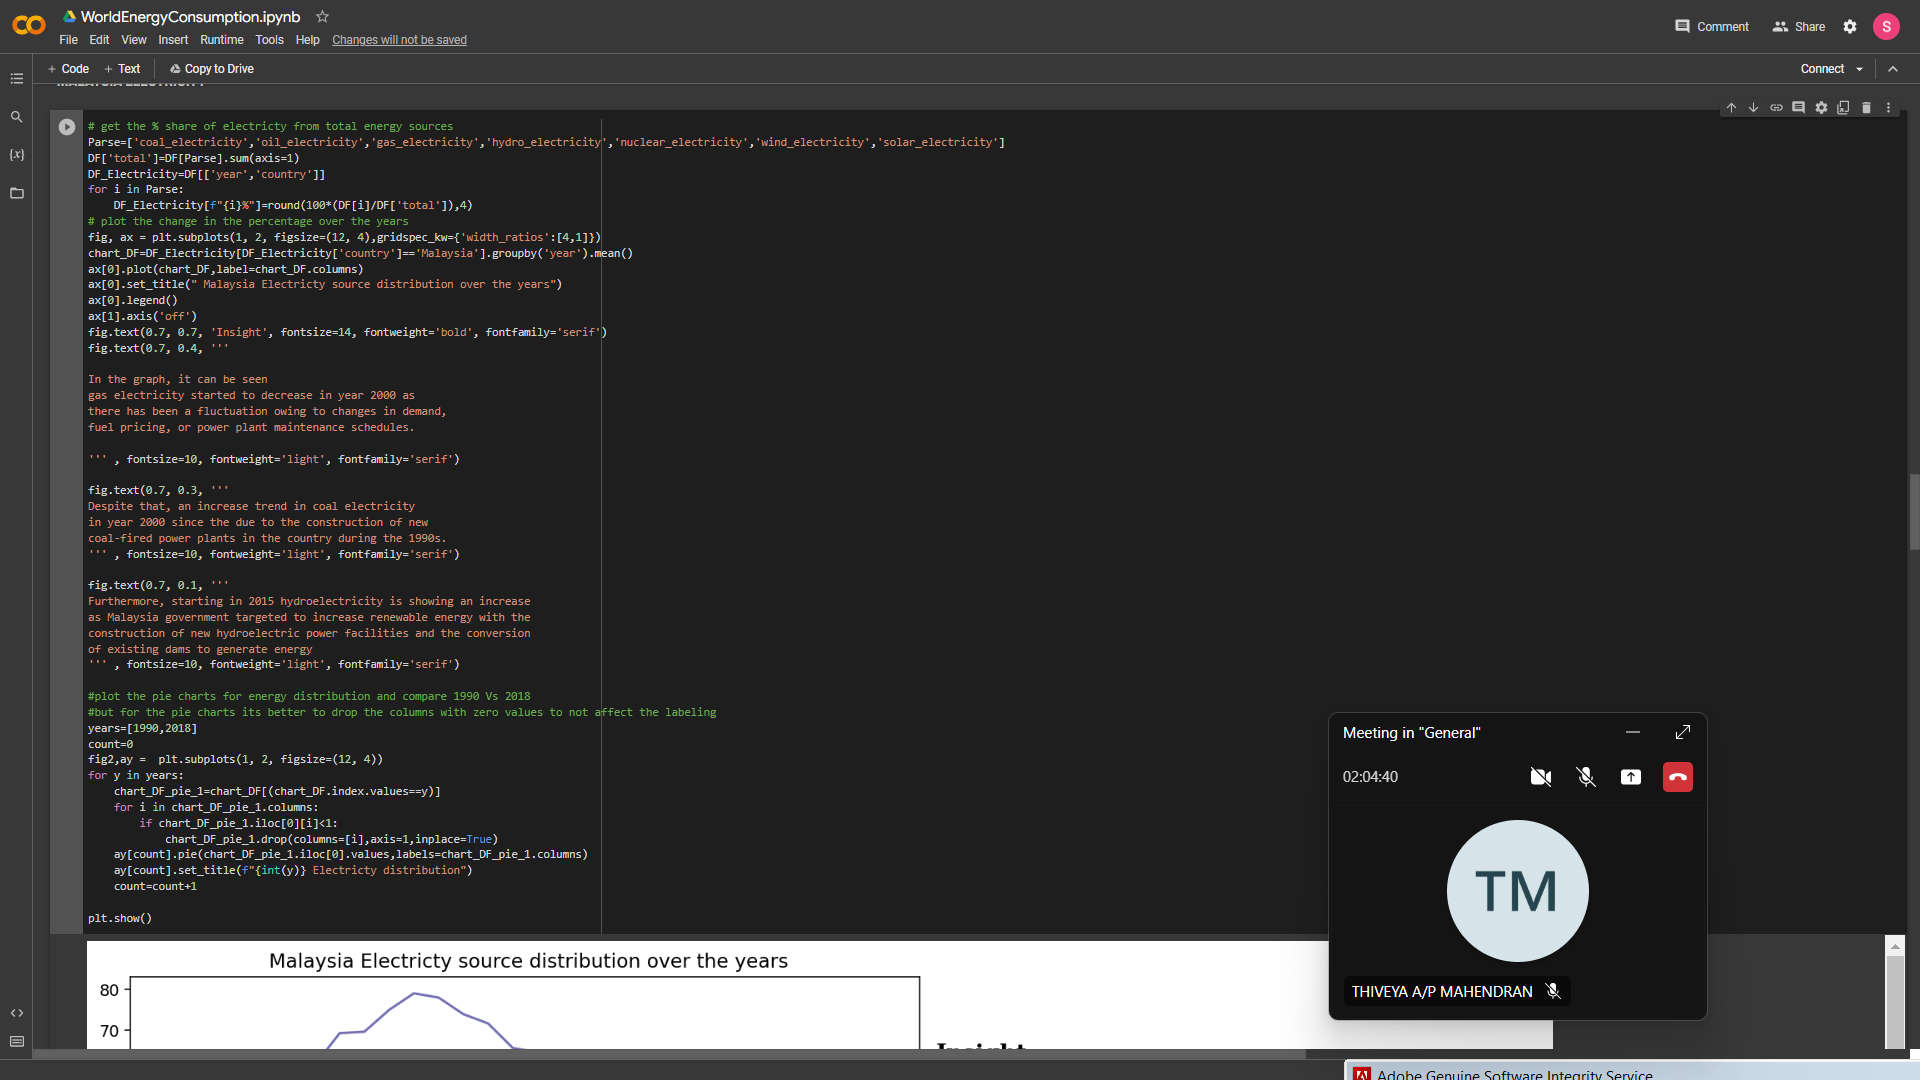 WorldEnergyConsumption.ipynb
File Edit View Insert Runtime Tools Help Changes will not be saved
Comment Share S
+ Code + Text Copy to Drive
Connect
MALAYSIA ELECTRICITY
# get the % share of electricty from total energy sources
Parse=['coal_electricity','oil_electricity','gas_electricity','hydro_electricity','nuclear_electricity','wind_electricity','solar_electricity']
DF['total']=DF[Parse].sum(axis=1)
DF_Electricity=DF[['year','country']]
for i in Parse:
    DF_Electricity[f"{i}%"]=round(100*(DF[i]/DF['total']),4)
# plot the change in the percentage over the years
fig, ax = plt.subplots(1, 2, figsize=(12, 4),gridspec_kw={'width_ratios':[4,1]})
chart_DF=DF_Electricity[DF_Electricity['country']=='Malaysia'].groupby('year').mean()
ax[0].plot(chart_DF,label=chart_DF.columns)
ax[0].set_title(" Malaysia Electricty source distribution over the years")
ax[0].legend()
ax[1].axis('off')
fig.text(0.7, 0.7, 'Insight', fontsize=14, fontweight='bold', fontfamily='serif')
fig.text(0.7, 0.4, '''
In the graph, it can be seen
gas electricity started to decrease in year 2000 as
there has been a fluctuation owing to changes in demand,
fuel pricing, or power plant maintenance schedules.
''' , fontsize=10, fontweight='light', fontfamily='serif')
fig.text(0.7, 0.3, '''
Despite that, an increase trend in coal electricity
in year 2000 since the due to the construction of new
coal-fired power plants in the country during the 1990s.
''' , fontsize=10, fontweight='light', fontfamily='serif')
fig.text(0.7, 0.1, '''
Furthermore, starting in 2015 hydroelectricity is showing an increase
as Malaysia government targeted to increase renewable energy with the
construction of new hydroelectric power facilities and the conversion
of existing dams to generate energy
''' , fontsize=10, fontweight='light', fontfamily='serif')
#plot the pie charts for energy distribution and compare 1990 Vs 2018
#but for the pie charts its better to drop the columns with zero values to not affect the labeling
years=[1990,2018]
count=0
fig2,ay =  plt.subplots(1, 2, figsize=(12, 4))
for y in years:
    chart_DF_pie_1=chart_DF[(chart_DF.index.values==y)]
    for i in chart_DF_pie_1.columns:
        if chart_DF_pie_1.iloc[0][i]<1:
            chart_DF_pie_1.drop(columns=[i],axis=1,inplace=True)
    ay[count].pie(chart_DF_pie_1.iloc[0].values,labels=chart_DF_pie_1.columns)
    ay[count].set_title(f"{int(y)} Electricty distribution")
    count=count+1
plt.show()
Malaysia Electricty source distribution over the years
80
70
Insight
Meeting in "General"
02:04:40
TM
THIVEYA A/P MAHENDRAN
Adobe Genuine Software Integrity Service